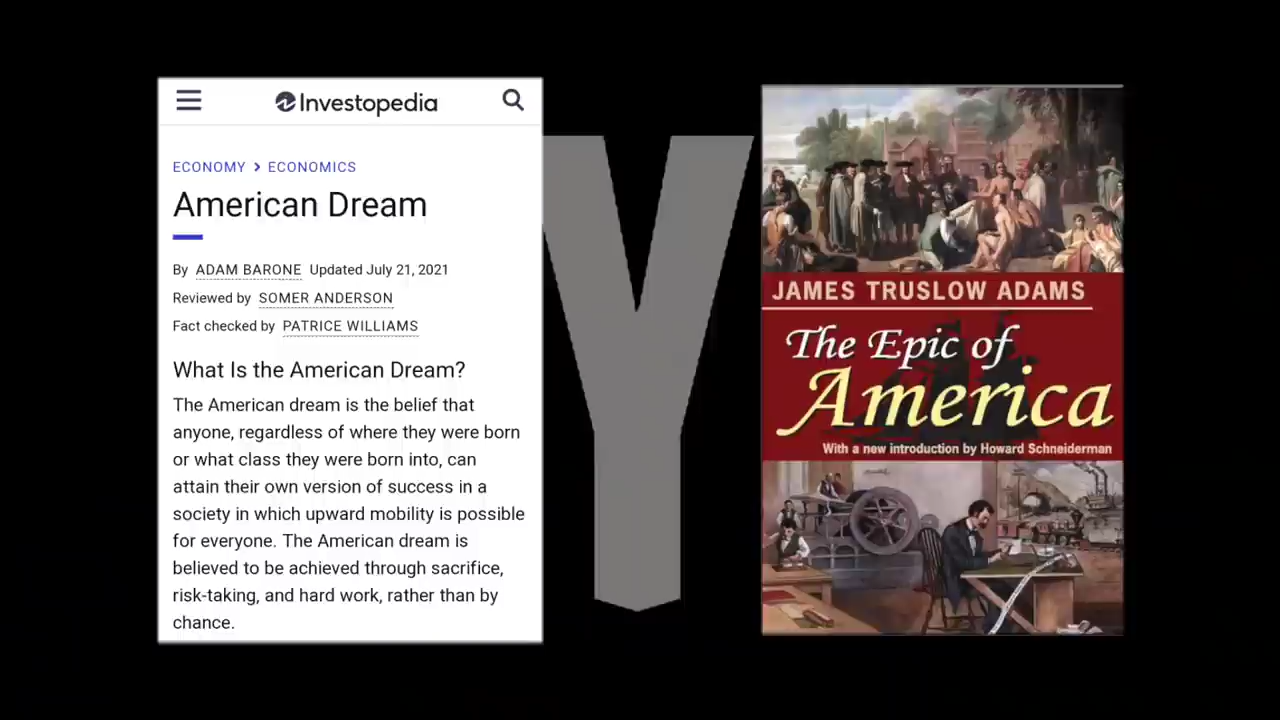 Investopedia
ECONOMY > ECONOMICS
American Dream
By ADAM BARONE Updated July 21, 2021
Reviewed by SOMER ANDERSON
Fact checked by PATRICE WILLIAMS
What Is the American Dream?
The American dream is the belief that
anyone, regardless of where they were born
or what class they were born into, can
attain their own version of success in a
society in which upward mobility is possible
for everyone. The American dream is
believed to be achieved through sacrifice,
risk-taking, and hard work, rather than by
chance.
Y
JAMES TRUSLOW ADAMS
The Epic of
America
With a new introduction by Howard Schneiderman